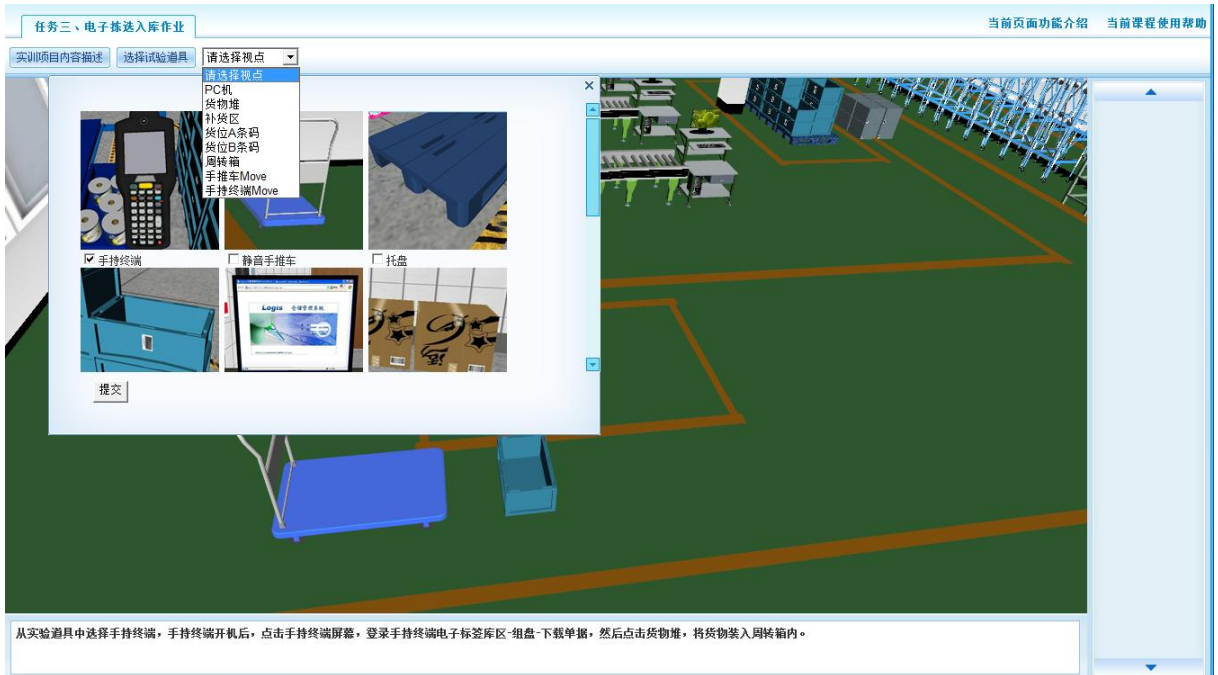 任务三、电子拣选入库作业
当前页面功能介绍 当前课程使用帮助
实训项目内容描述 选择试验道具 请选择视点
请选择视点
PC机
货物堆
补货区
货位A条码
货位B条码
周转箱
手推车Move
手持终端Move
手持终端 静音手推车 托盘
Logis 仓储管理系统
提交
从实验道具中选择手持终端，手持终端开机后，点击手持终端屏幕，登录手持终端电子标签库区-组盘-下载单据，然后点击货物堆，将货物装入周转箱内。